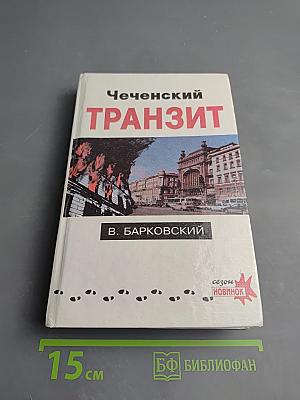 Чеченский
ТРАНЗИТ
В. БАРКОВСКИЙ
сезон
НОВИНОК
15 см
БФ БИБЛИОФАН